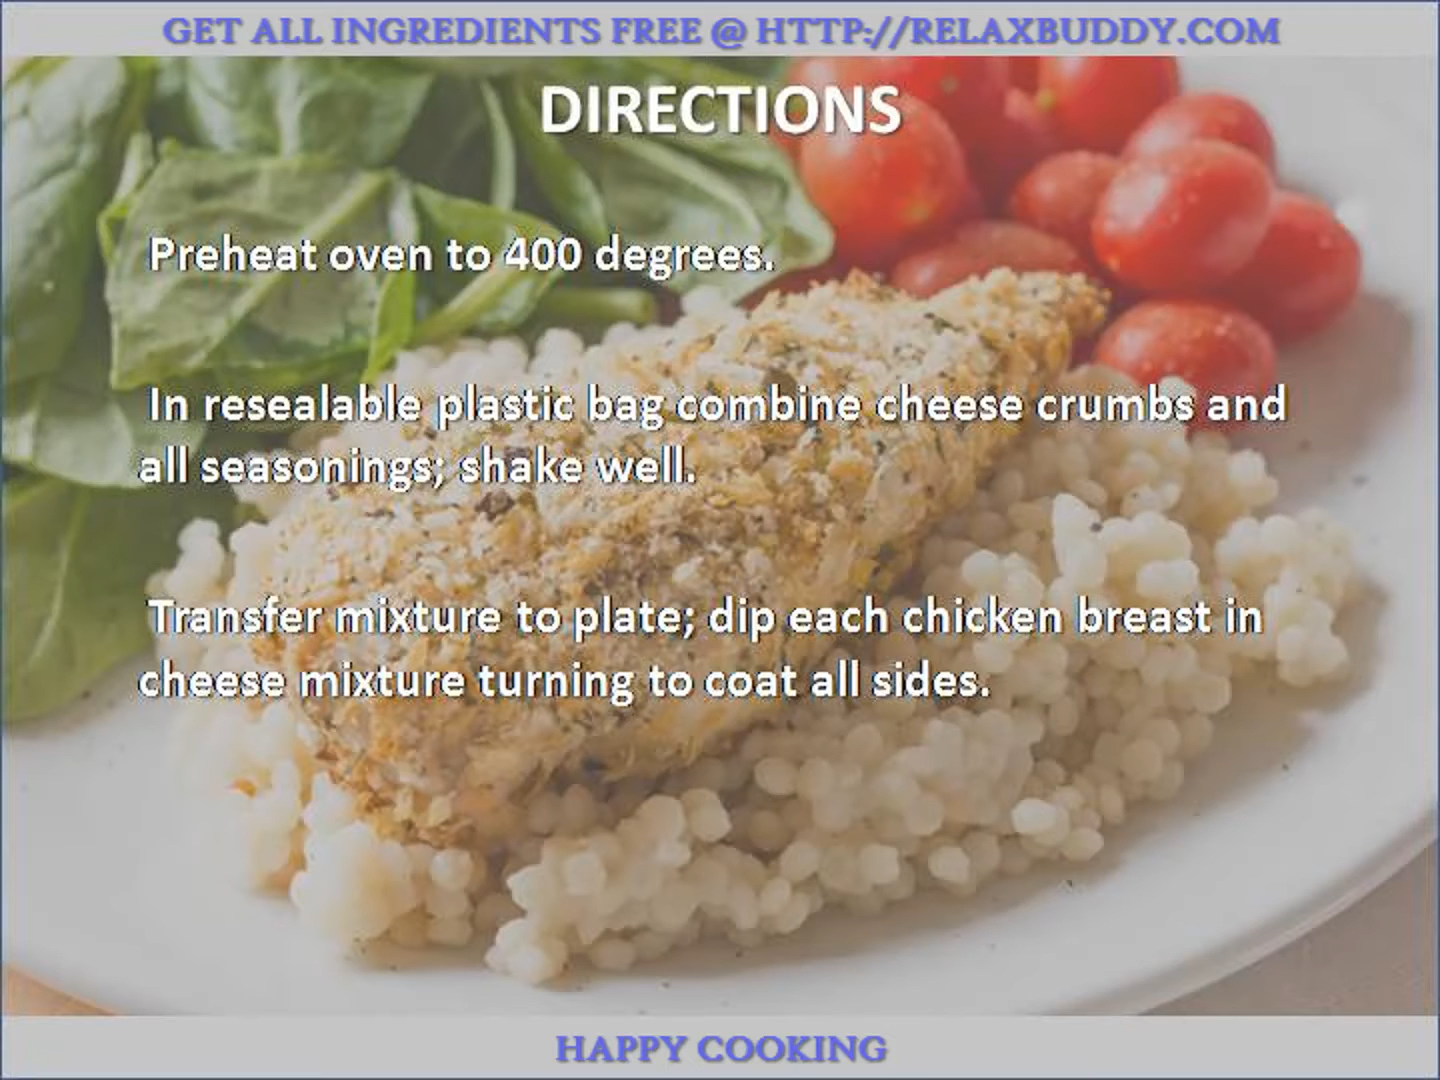 GET ALL INGREDIENTS FREE @ HTTP://RELAXBUDDY.COM
DIRECTIONS
Preheat oven to 400 degrees.
In resealable plastic bag combine cheese crumbs and
all seasonings; shake well.
Transfer mixture to plate; dip each chicken breast in
cheese mixture turning to coat all sides.
HAPPY COOKING